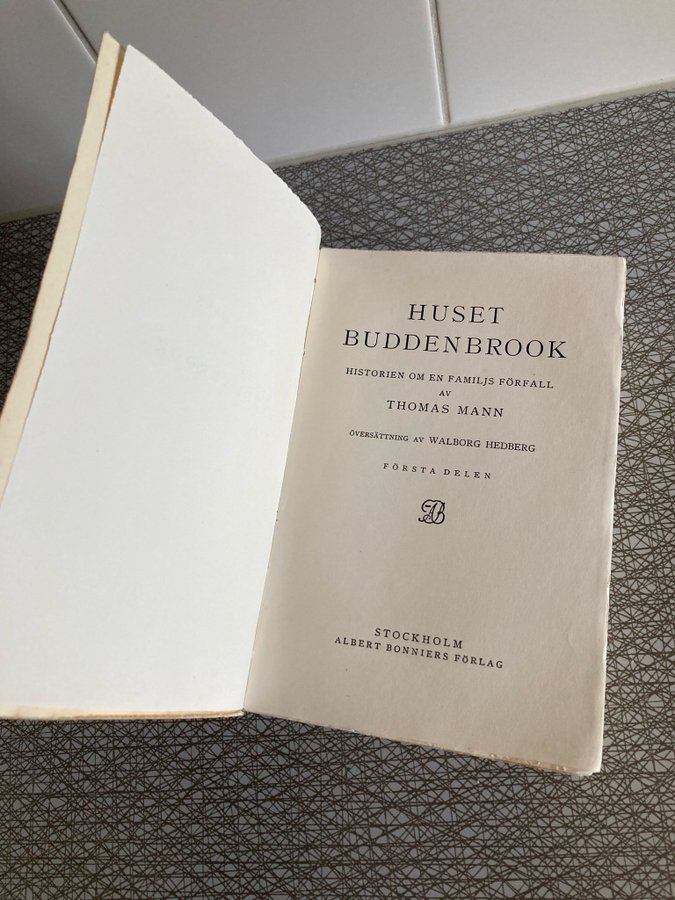 HUSET
BUDDENBROOK
HISTORIEN OM EN FAMILJS FÖRFALL
AV
THOMAS MANN
ÖVERSÄTTNING AV WALBORG HEDBERG
FÖRSTA DELEN
AB
STOCKHOLM
ALBERT BONNIERS FÖRLAG